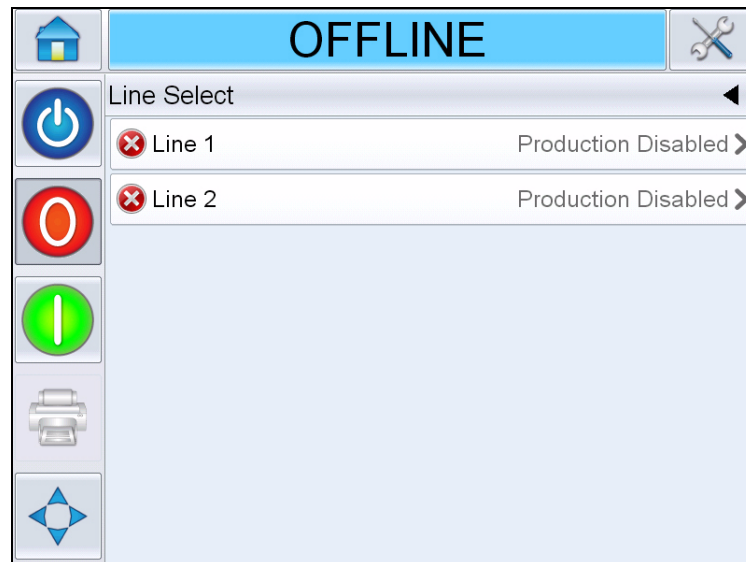 OFFLINE
Line Select
Line 1 Production Disabled
Line 2 Production Disabled